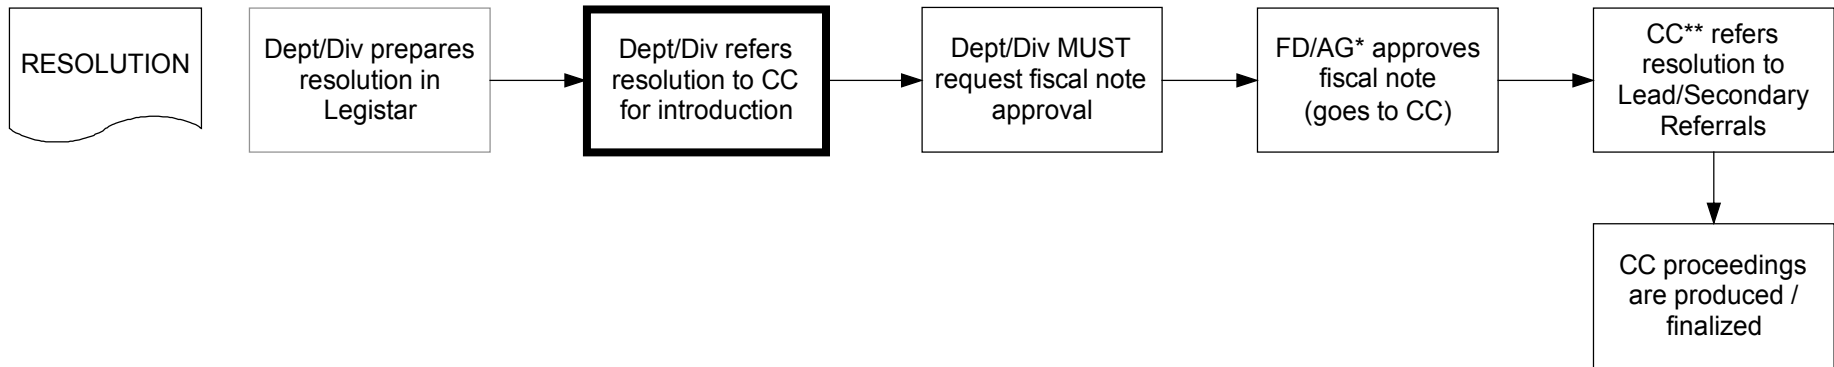 RESOLUTION
Dept/Div prepares
resolution in
Legistar
Dept/Div refers
resolution to CC
for introduction
Dept/Div MUST
request fiscal note
approval
FD/AG* approves
fiscal note
(goes to CC)
CC** refers
resolution to
Lead/Secondary
Referrals
CC proceedings
are produced /
finalized